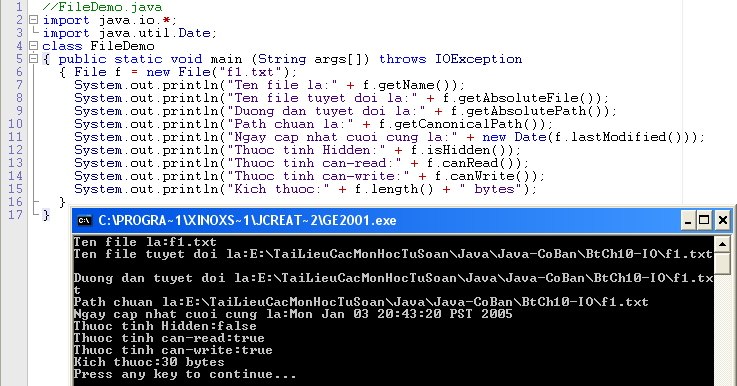 1 //FileDemo.java
2 import java.io.*;
3 import java.util.Date;
4 class FileDemo
5 { public static void main (String args[]) throws IOException
6 { File f = new File("f1.txt");
7 System.out.println("Ten file la:" + f.getName());
8 System.out.println("Ten file tuyet doi la:" + f.getAbsoluteFile());
9 System.out.println("Duong dan tuyet doi la:" + f.getAbsolutePath());
10 System.out.println("Path chuan la:" + f.getCanonicalPath());
11 System.out.println("Ngay cap nhat cuoi cung la:" + new Date(f.lastModified()));
12 System.out.println("Thuoc tinh Hidden:" + f.isHidden());
13 System.out.println("Thuoc tinh can-read:" + f.canRead());
14 System.out.println("Thuoc tinh can-write:" + f.canWrite());
15 System.out.println("Kich thuoc:" + f.length() + " bytes");
16 }
17 }
C:\PROGRA~1\XINOXS~1\JCREAT~2\GE2001.exe
Ten file la:f1.txt
Ten file tuyet doi la:E:\TaiLieuCacMonHocTuSoan\Java\Java-CoBan\BtCh10-IO\f1.txt
Duong dan tuyet doi la:E:\TaiLieuCacMonHocTuSoan\Java\Java-CoBan\BtCh10-IO\f1.tx
t
Path chuan la:E:\TaiLieuCacMonHocTuSoan\Java\Java-CoBan\BtCh10-IO\f1.txt
Ngay cap nhat cuoi cung la:Mon Jan 03 20:43:20 PST 2005
Thuoc tinh Hidden:false
Thuoc tinh can-read:true
Thuoc tinh can-write:true
Kich thuoc:30 bytes
Press any key to continue...